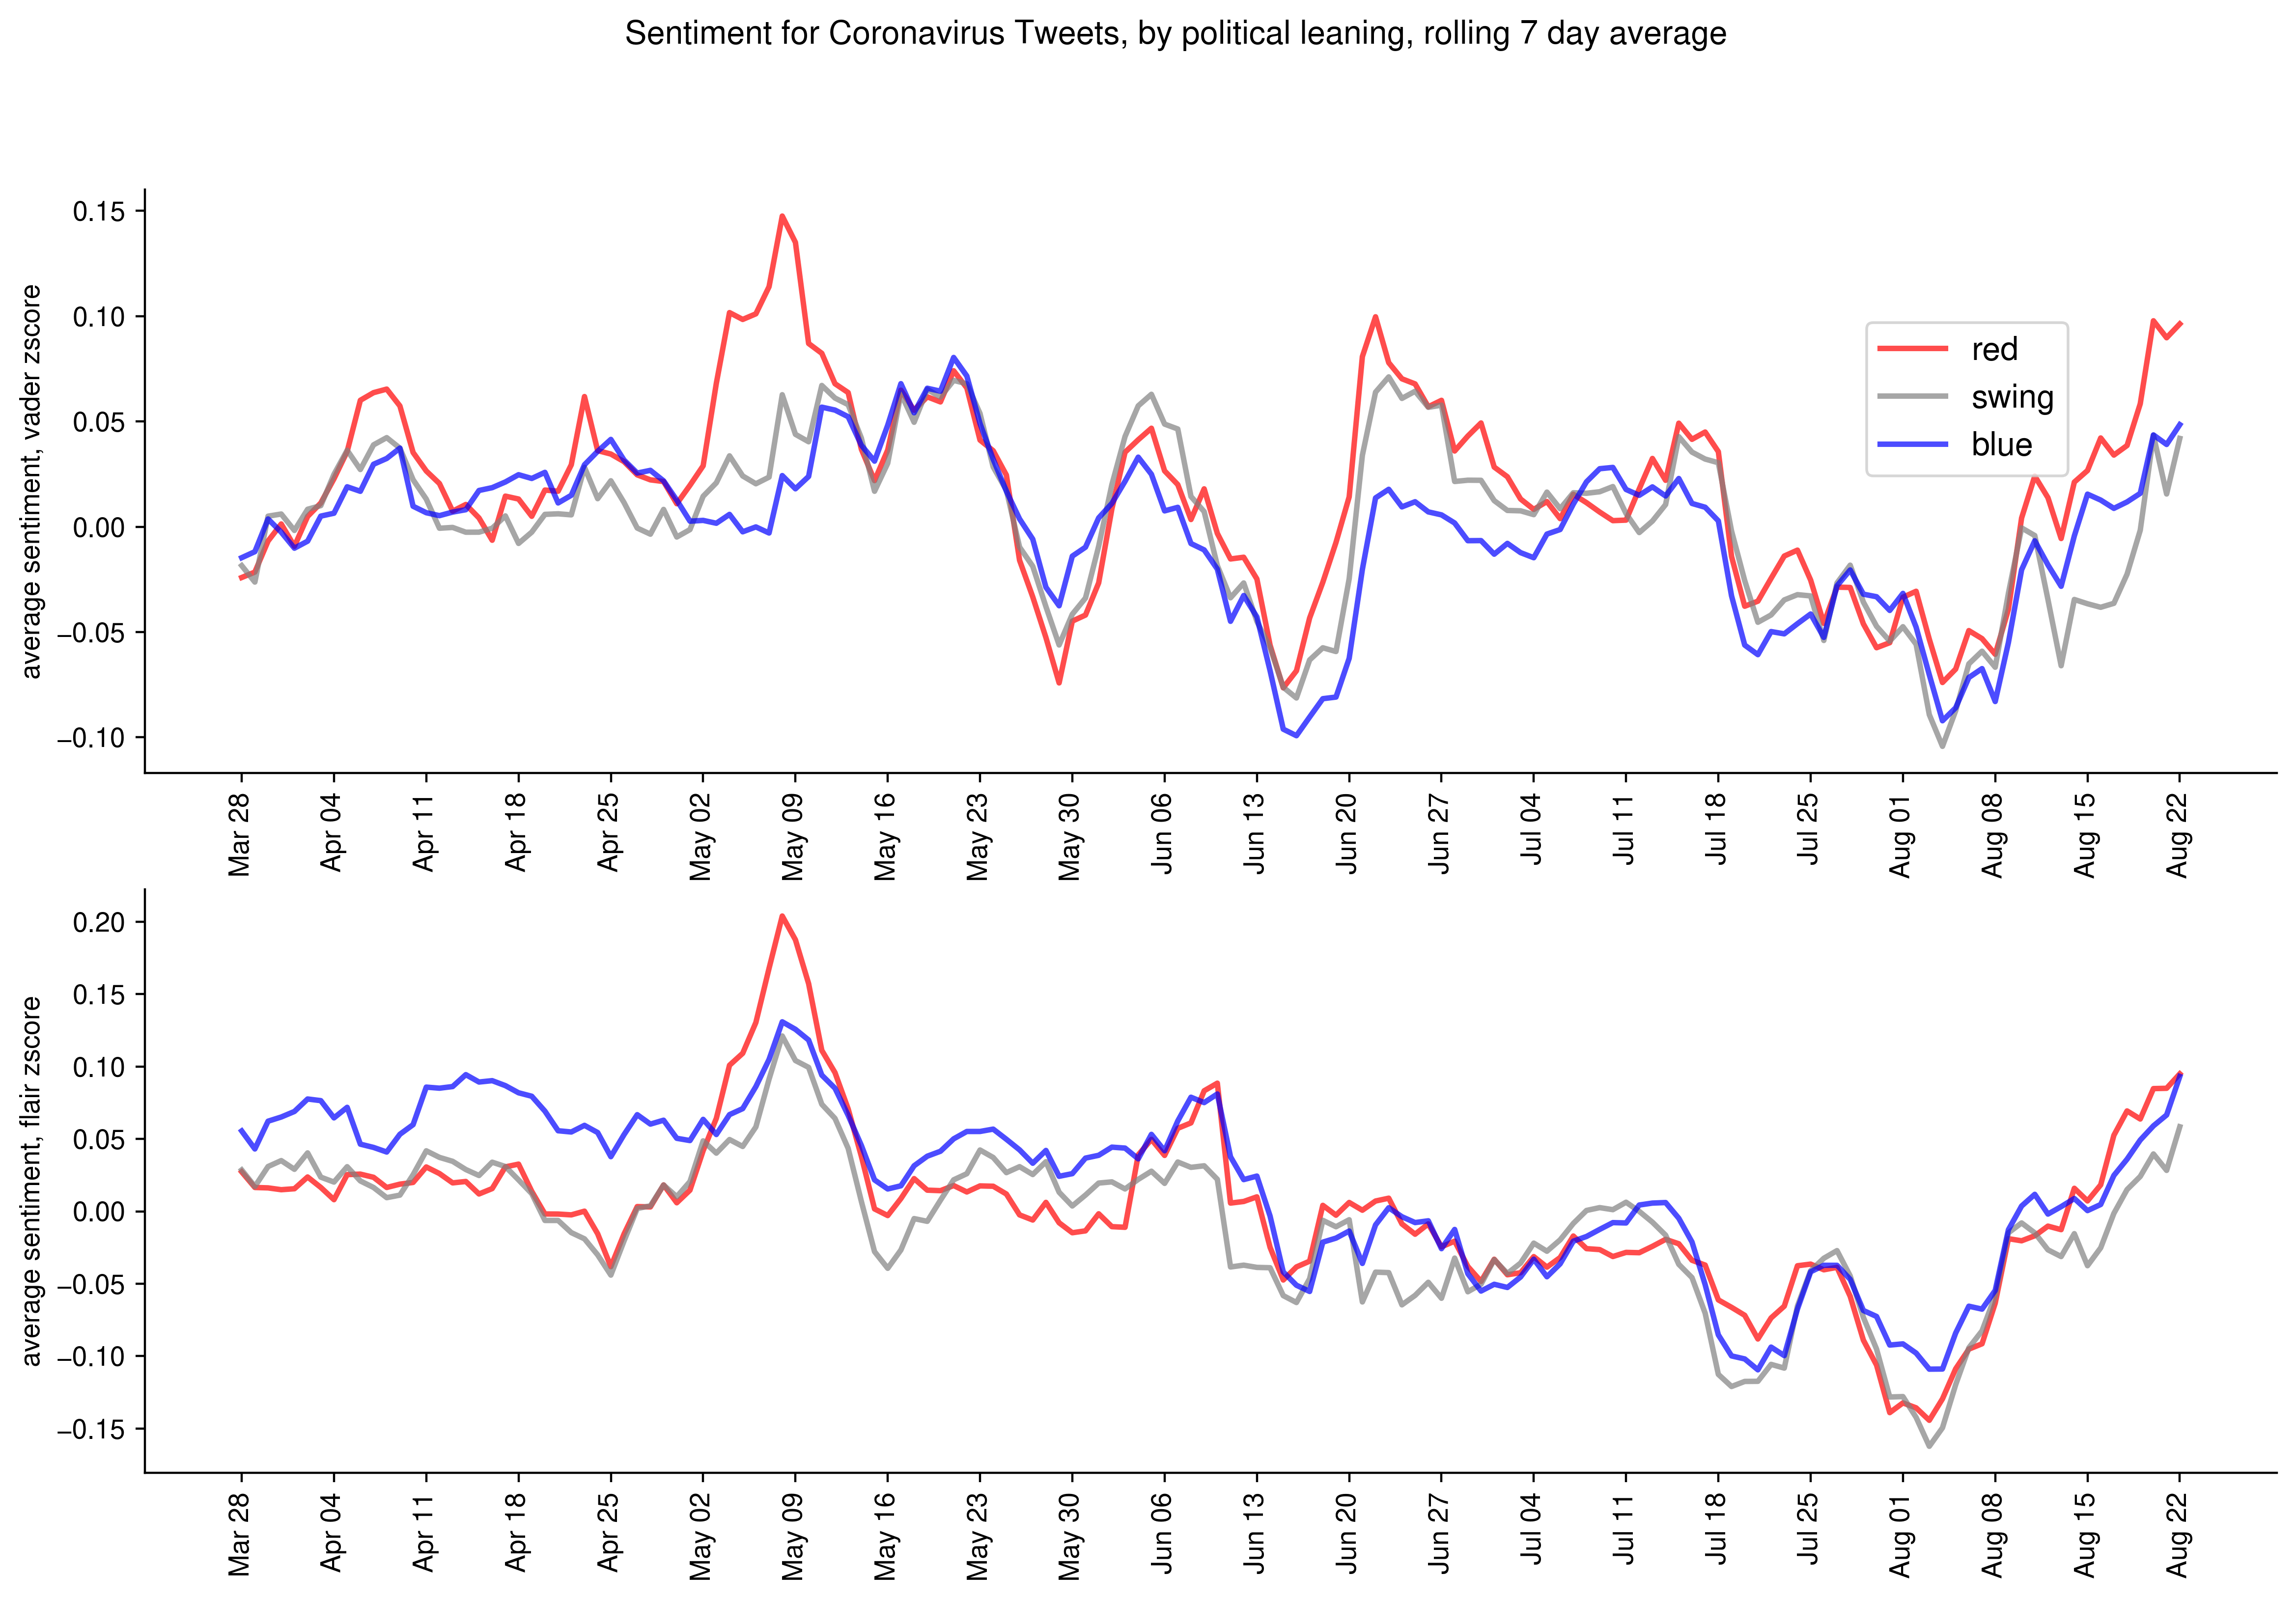 Sentiment for Coronavirus Tweets, by political leaning, rolling 7 day average
average sentiment, vader zscore
0.15
0.10
0.05
0.00
−0.05
−0.10
red
swing
blue
Mar 28
Apr 04
Apr 11
Apr 18
Apr 25
May 02
May 09
May 16
May 23
May 30
Jun 06
Jun 13
Jun 20
Jun 27
Jul 04
Jul 11
Jul 18
Jul 25
Aug 01
Aug 08
Aug 15
Aug 22
average sentiment, flair zscore
0.20
0.15
0.10
0.05
0.00
−0.05
−0.10
−0.15
Mar 28
Apr 04
Apr 11
Apr 18
Apr 25
May 02
May 09
May 16
May 23
May 30
Jun 06
Jun 13
Jun 20
Jun 27
Jul 04
Jul 11
Jul 18
Jul 25
Aug 01
Aug 08
Aug 15
Aug 22